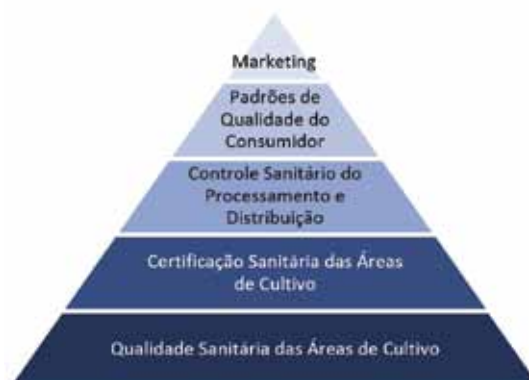 Marketing
Padrões de
Qualidade do
Consumidor
Controle Sanitário do
Processamento e
Distribuição
Certificação Sanitária das Áreas
de Cultivo
Qualidade Sanitária das Áreas de Cultivo